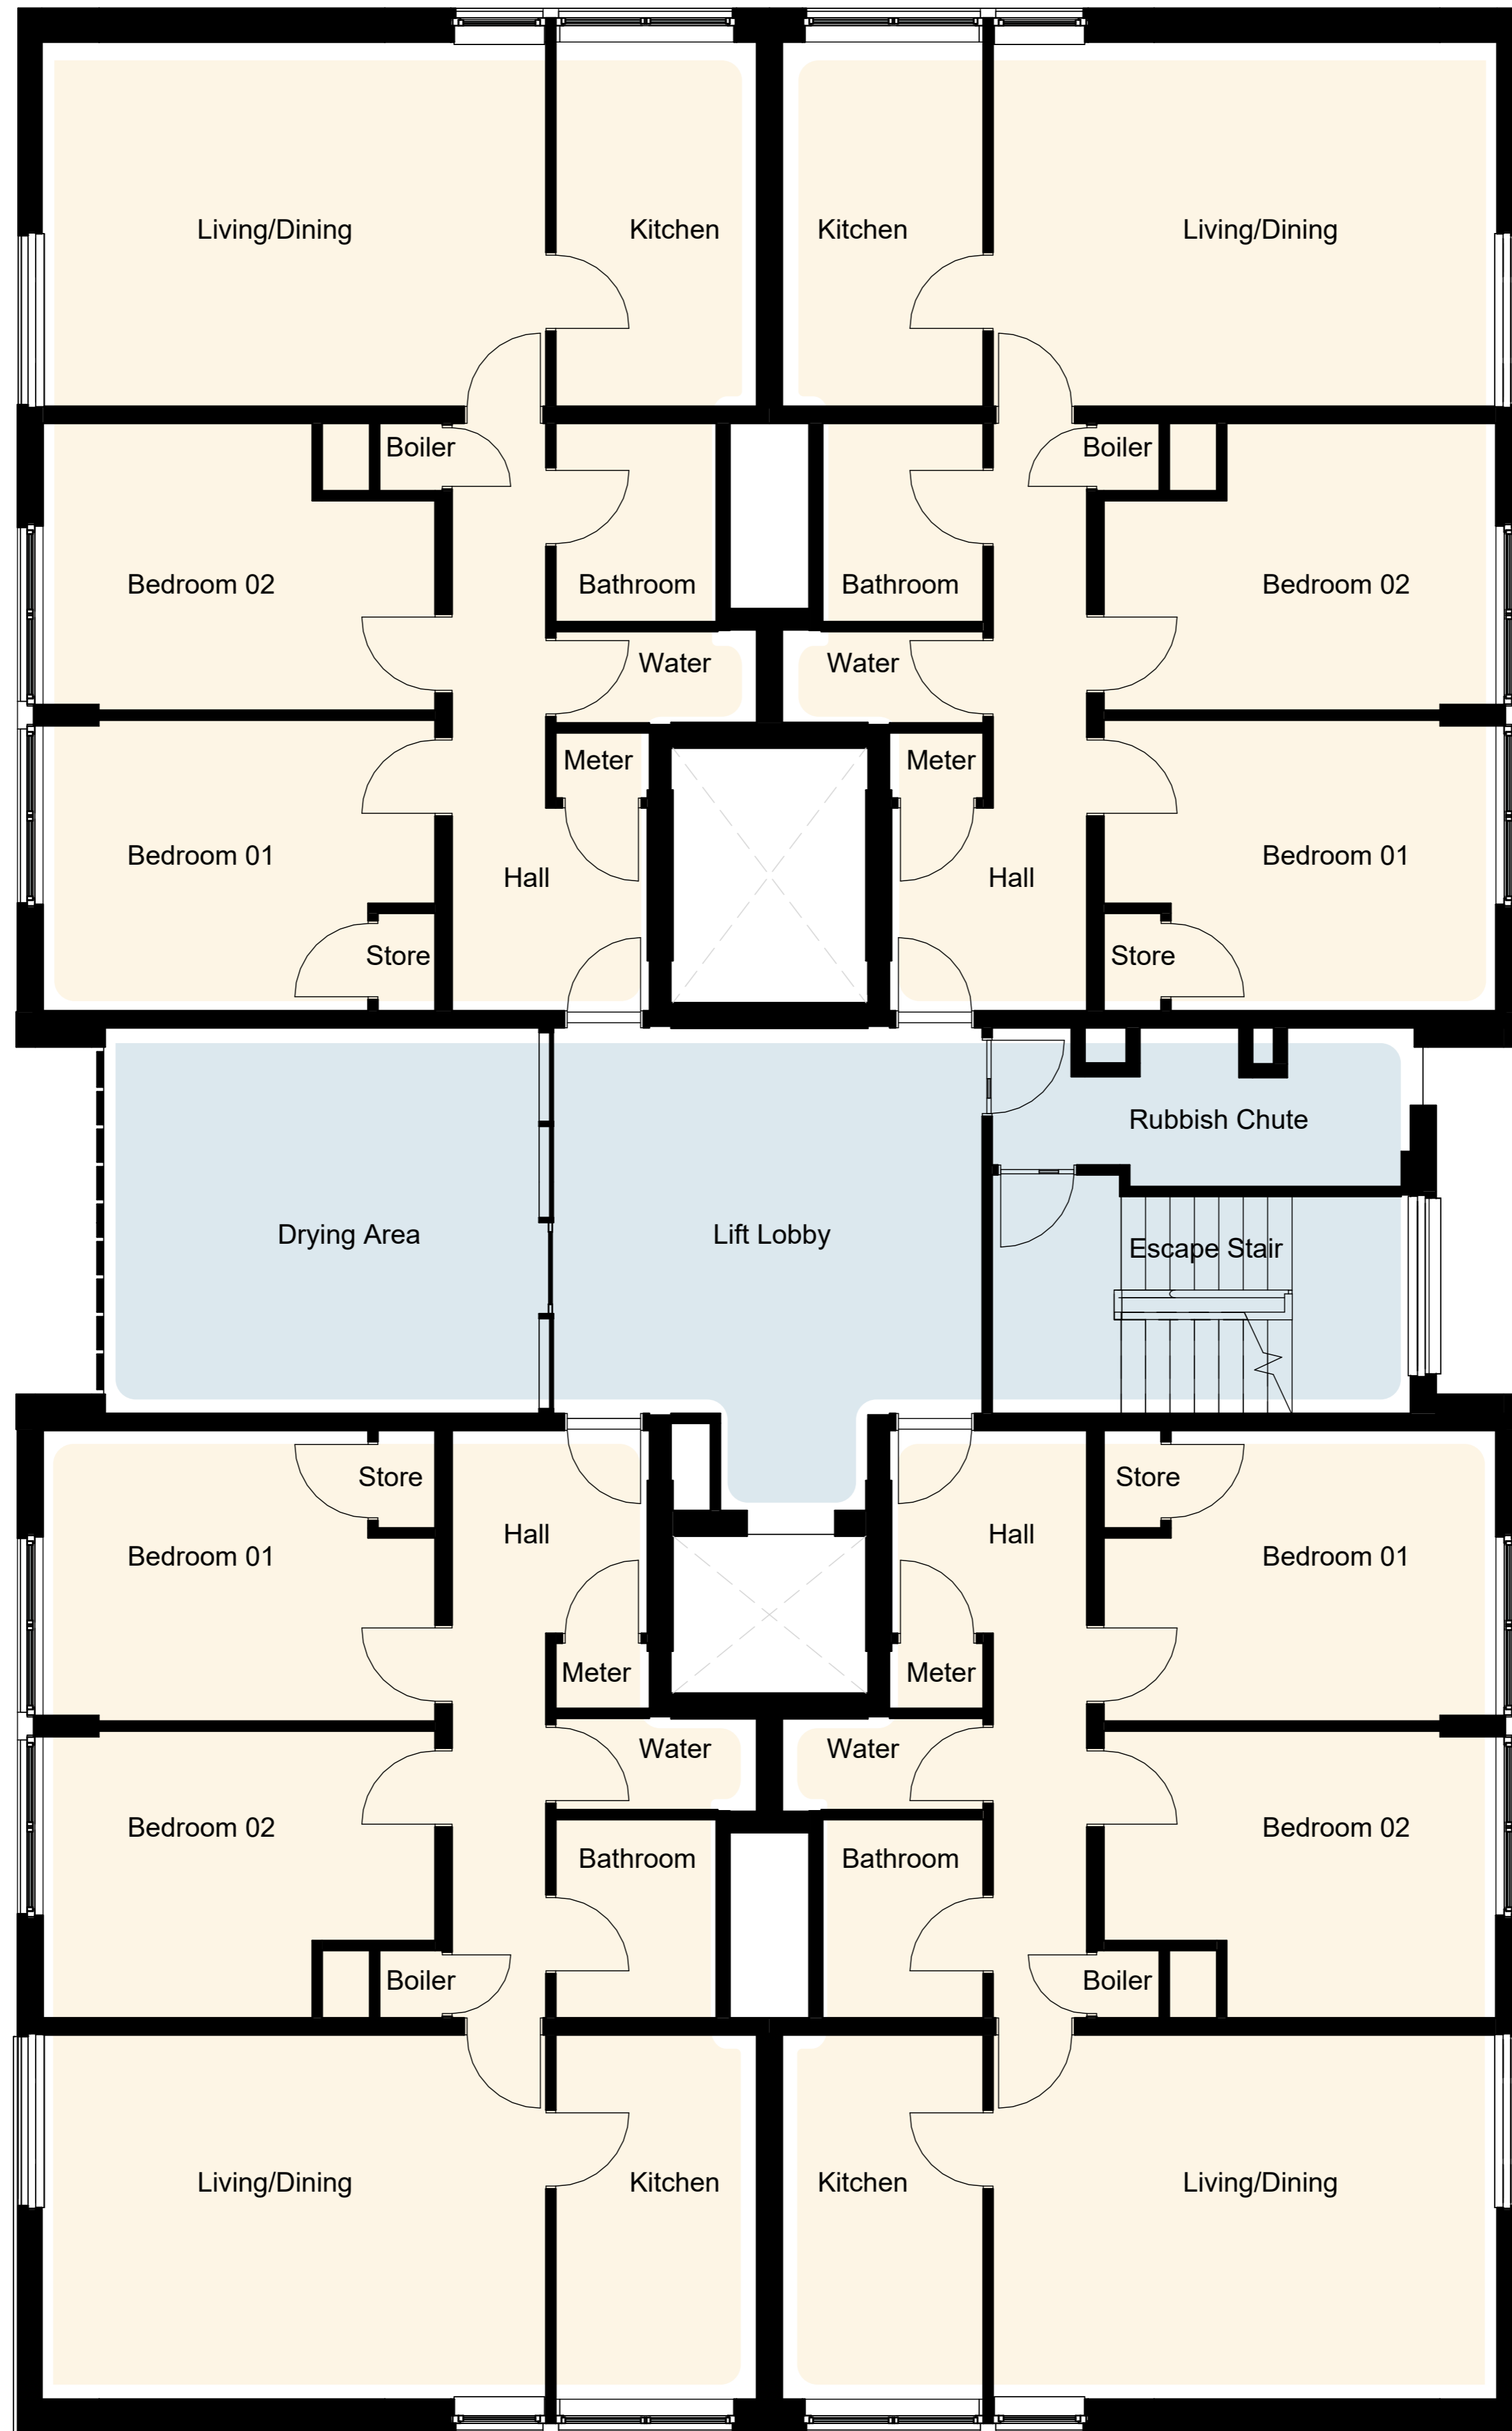 Living/Dining
Kitchen
Kitchen
Living/Dining
Boiler
Boiler
Bedroom 02
Bathroom
Bathroom
Bedroom 02
Water
Water
Meter
Meter
Bedroom 01
Hall
Hall
Bedroom 01
Store
Store
Rubbish Chute
Drying Area
Lift Lobby
Escape Stair
Store
Store
Hall
Hall
Bedroom 01
Bedroom 01
Meter
Meter
Water
Water
Bedroom 02
Bedroom 02
Bathroom
Bathroom
Boiler
Boiler
Living/Dining
Kitchen
Kitchen
Living/Dining